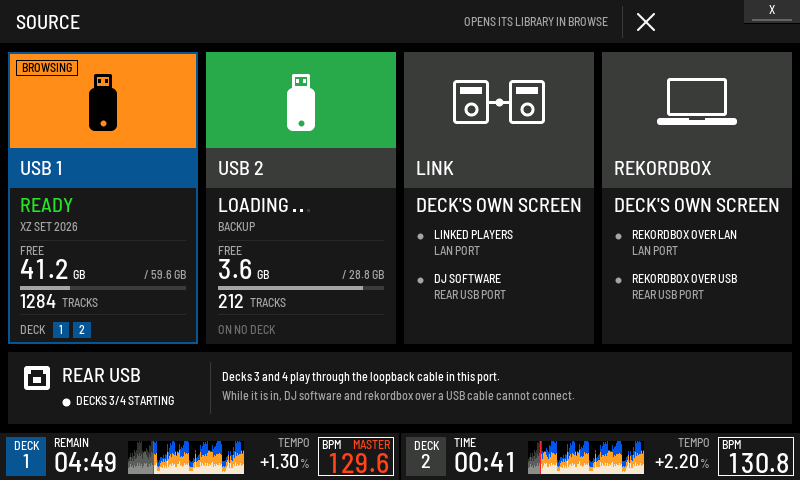 SOURCE
OPENS ITS LIBRARY IN BROWSE
X
BROWSING
USB 1
READY
XZ SET 2026
FREE
41.2 GB / 59.6 GB
1284 TRACKS
DECK 1 2
USB 2
LOADING...
BACKUP
FREE
3.6 GB / 28.8 GB
212 TRACKS
ON NO DECK
LINK
DECK'S OWN SCREEN
LINKED PLAYERS
LAN PORT
DJ SOFTWARE
REAR USB PORT
REKORDBOX
DECK'S OWN SCREEN
REKORDBOX OVER LAN
LAN PORT
REKORDBOX OVER USB
REAR USB PORT
REAR USB
DECKS 3/4 STARTING
Decks 3 and 4 play through the loopback cable in this port.
While it is in, DJ software and rekordbox over a USB cable cannot connect.
DECK 1
REMAIN
04:49
TEMPO
+1.30%
BPM MASTER
129.6
DECK 2
TIME
00:41
TEMPO
+2.20%
BPM
130.8